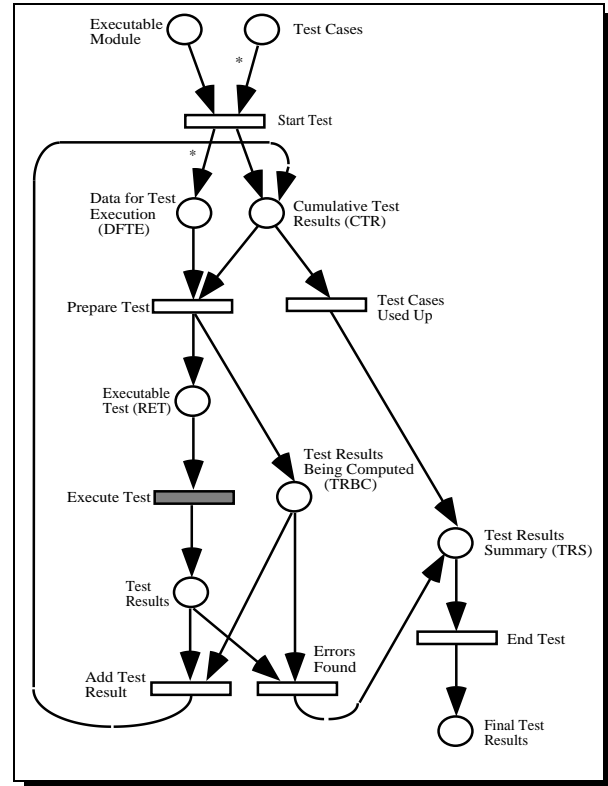 Executable
Module
Test Cases
*
Start Test
*
Data for Test
Execution
(DFTE)
Cumulative Test
Results (CTR)
Prepare Test
Test Cases
Used Up
Executable
Test (RET)
Test Results
Being Computed
(TRBC)
Execute Test
Test Results
Summary (TRS)
Test
Results
Errors
Found
End Test
Add Test
Result
Final Test
Results